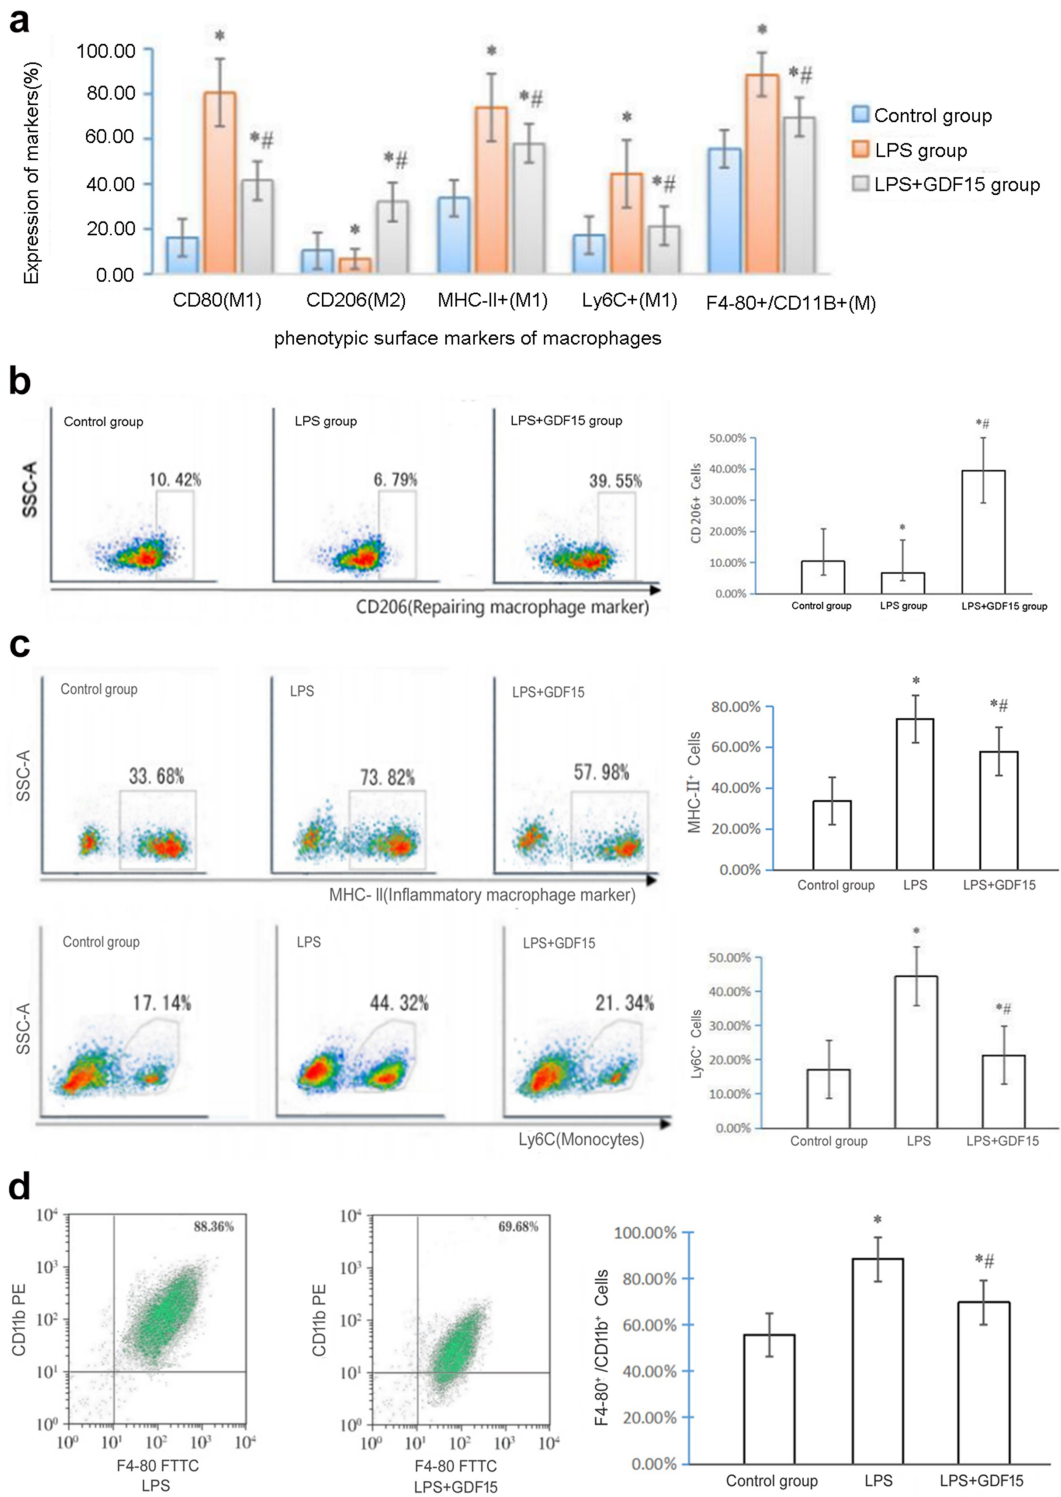 a
Expression of markers(%)
100.00
80.00
60.00
40.00
20.00
0.00
*
*#
*#
*
*
*#
*
*#
*
*#
CD80(M1)
CD206(M2)
MHC-II+(M1)
Ly6C+(M1)
F4-80+/CD11B+(M)
phenotypic surface markers of macrophages
Control group
LPS group
LPS+GDF15 group
b
SSC-A
Control group
10.42%
LPS group
6.79%
LPS+GDF15 group
39.55%
CD206(Repairing macrophage marker)
CD206+ Cells
50.00%
40.00%
30.00%
20.00%
10.00%
0.00%
*
*#
Control group
LPS group
LPS+GDF15 group
c
SSC-A
Control group
33.68%
LPS
73.82%
LPS+GDF15
57.98%
MHC-II(Inflammatory macrophage marker)
MHC-II⁺ Cells
80.00%
60.00%
40.00%
20.00%
0.00%
*
*#
Control group
LPS
LPS+GDF15
SSC-A
Control group
17.14%
LPS
44.32%
LPS+GDF15
21.34%
Ly6C(Monocytes)
Ly6C⁺ Cells
50.00%
40.00%
30.00%
20.00%
10.00%
0.00%
*
*#
Control group
LPS
LPS+GDF15
d
CD11b PE
10⁴
10³
10²
10¹
10⁰
88.36%
10⁰ 10¹ 10² 10³ 10⁴
F4-80 FTTC
LPS
CD11b PE
10⁴
10³
10²
10¹
10⁰
69.68%
10⁰ 10¹ 10² 10³ 10⁴
F4-80 FTTC
LPS+GDF15
F4-80⁺/CD11b⁺ Cells
100.00%
80.00%
60.00%
40.00%
20.00%
0.00%
*
*#
Control group
LPS
LPS+GDF15